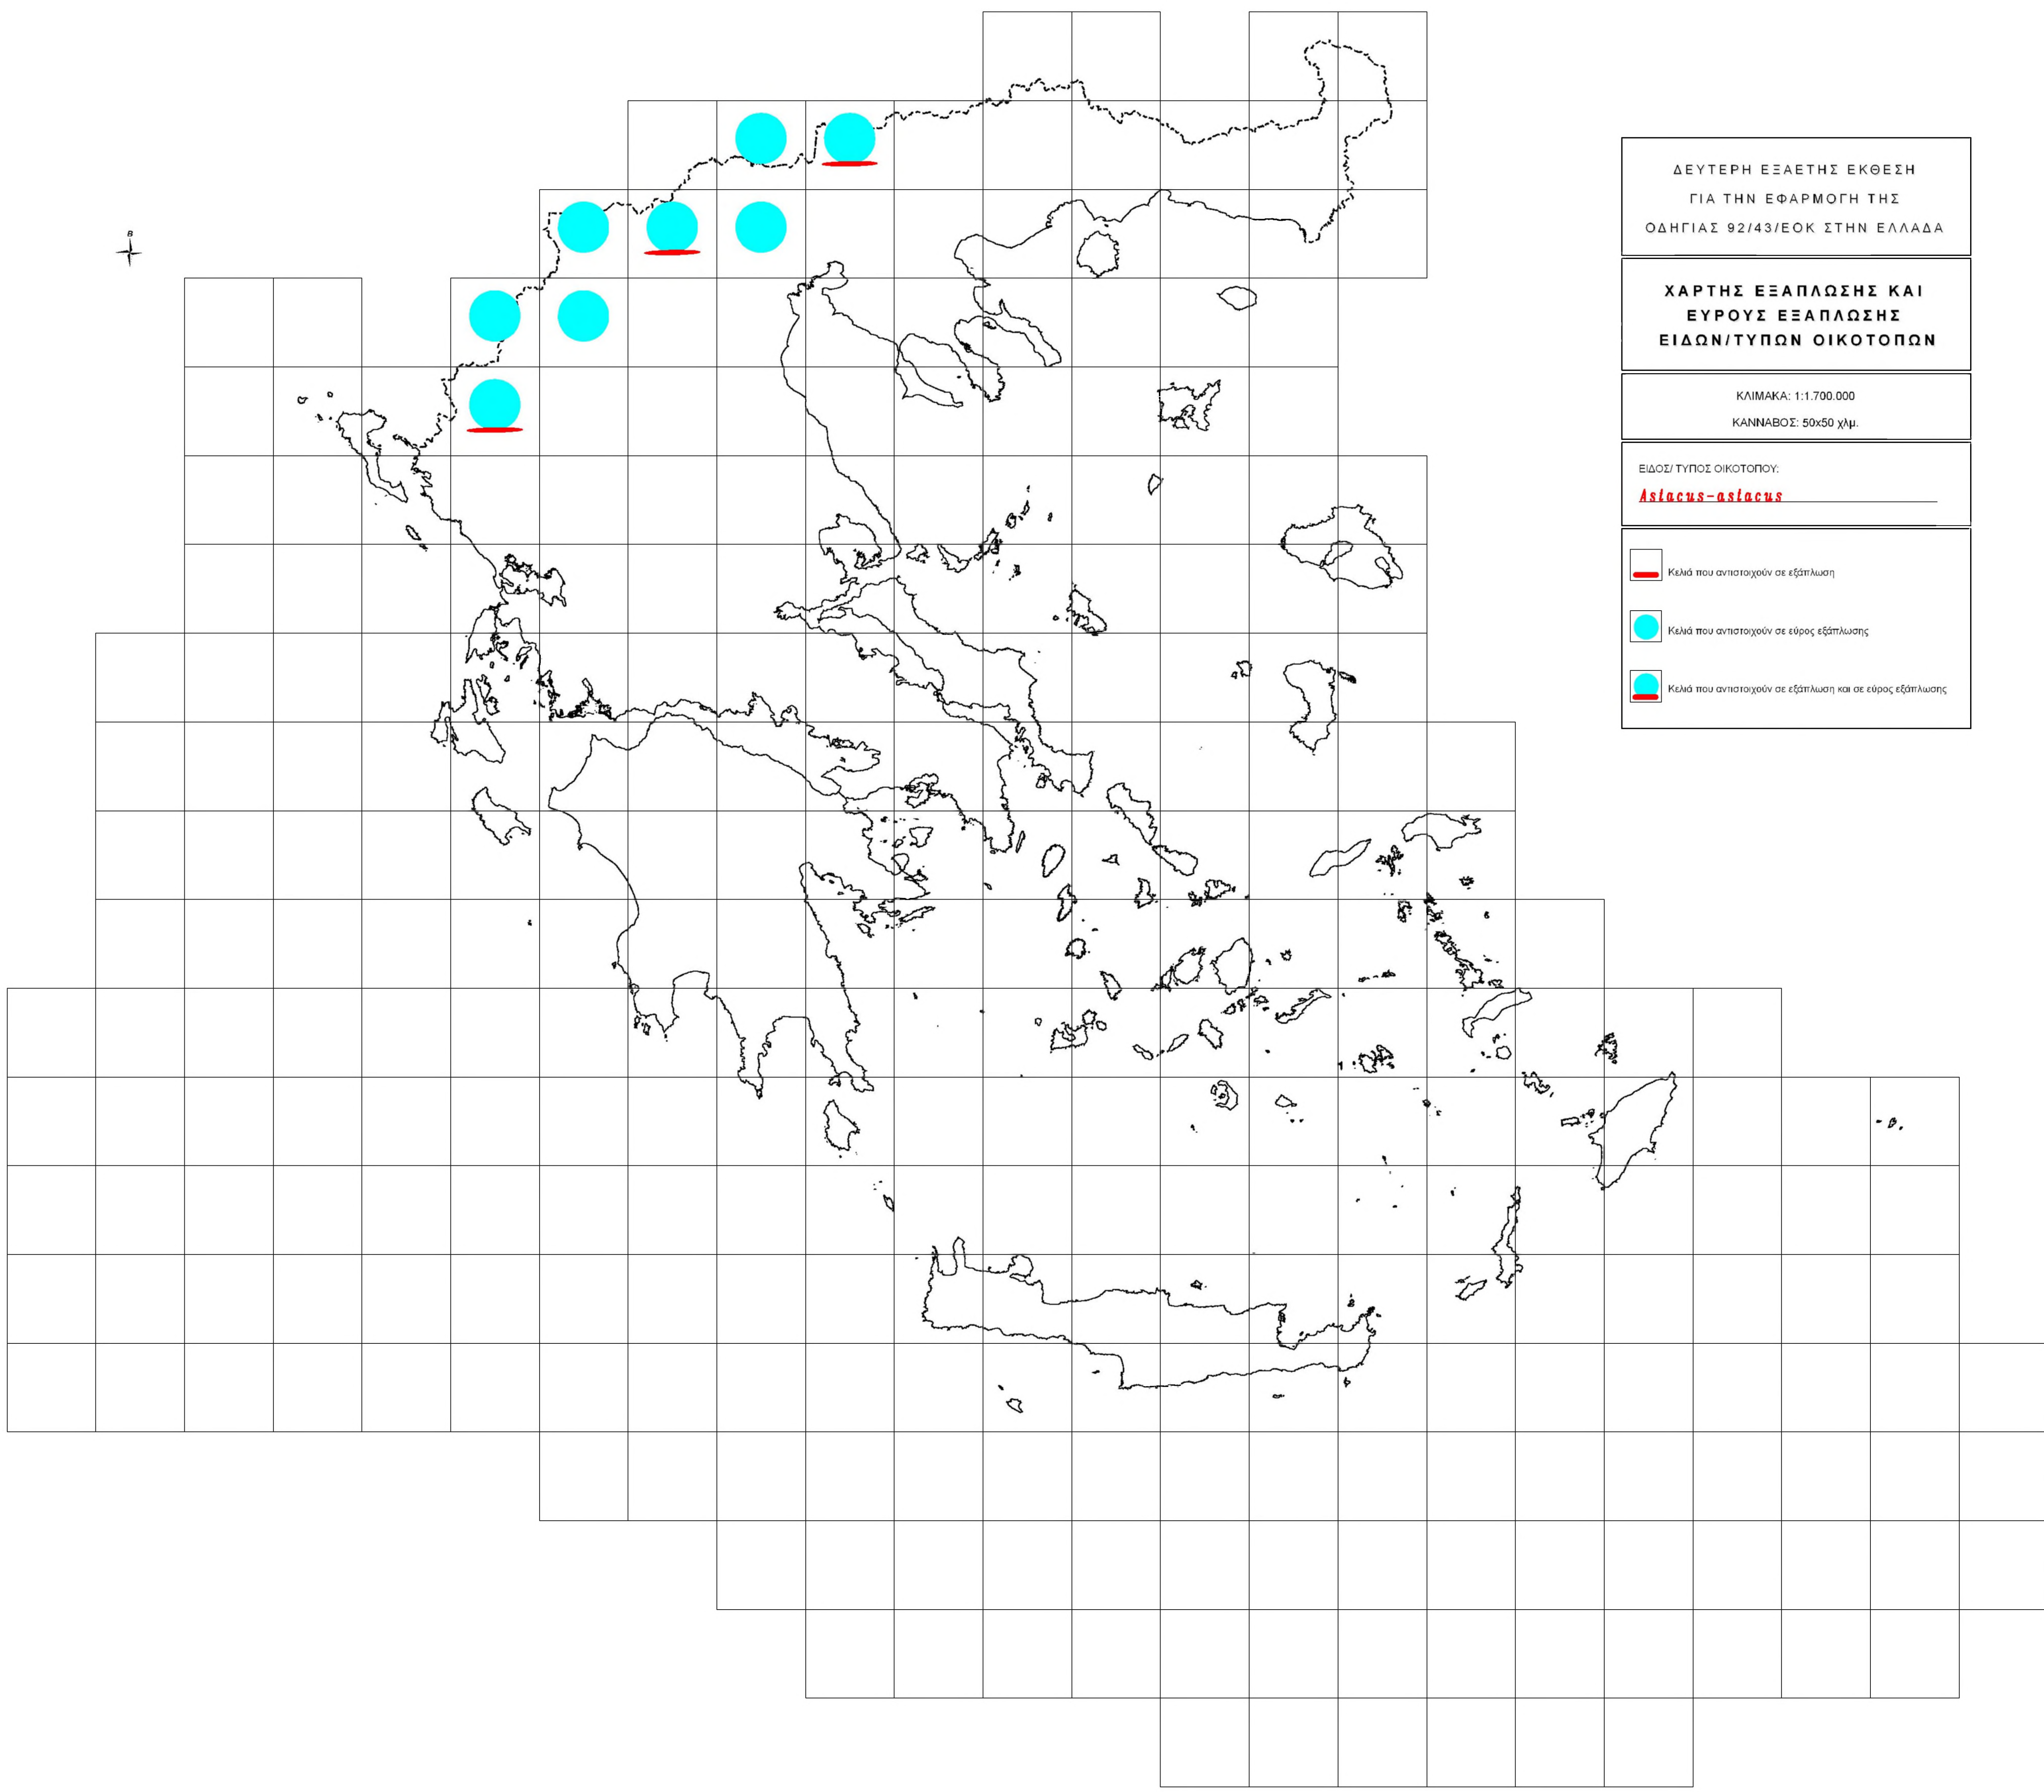 Β
ΔΕΥΤΕΡΗ ΕΞΑΕΤΗΣ ΕΚΘΕΣΗ
ΓΙΑ ΤΗΝ ΕΦΑΡΜΟΓΗ ΤΗΣ
ΟΔΗΓΙΑΣ 92/43/ΕΟΚ ΣΤΗΝ ΕΛΛΑΔΑ
ΧΑΡΤΗΣ ΕΞΑΠΛΩΣΗΣ ΚΑΙ
ΕΥΡΟΥΣ ΕΞΑΠΛΩΣΗΣ
ΕΙΔΩΝ/ΤΥΠΩΝ ΟΙΚΟΤΟΠΩΝ
ΚΛΙΜΑΚΑ: 1:1.700.000
ΚΑΝΝΑΒΟΣ: 50x50 χλμ.
ΕΙΔΟΣ/ ΤΥΠΟΣ ΟΙΚΟΤΟΠΟΥ:
Astacus-astacus
Κελιά που αντιστοιχούν σε εξάπλωση
Κελιά που αντιστοιχούν σε εύρος εξάπλωσης
Κελιά που αντιστοιχούν σε εξάπλωση και σε εύρος εξάπλωσης